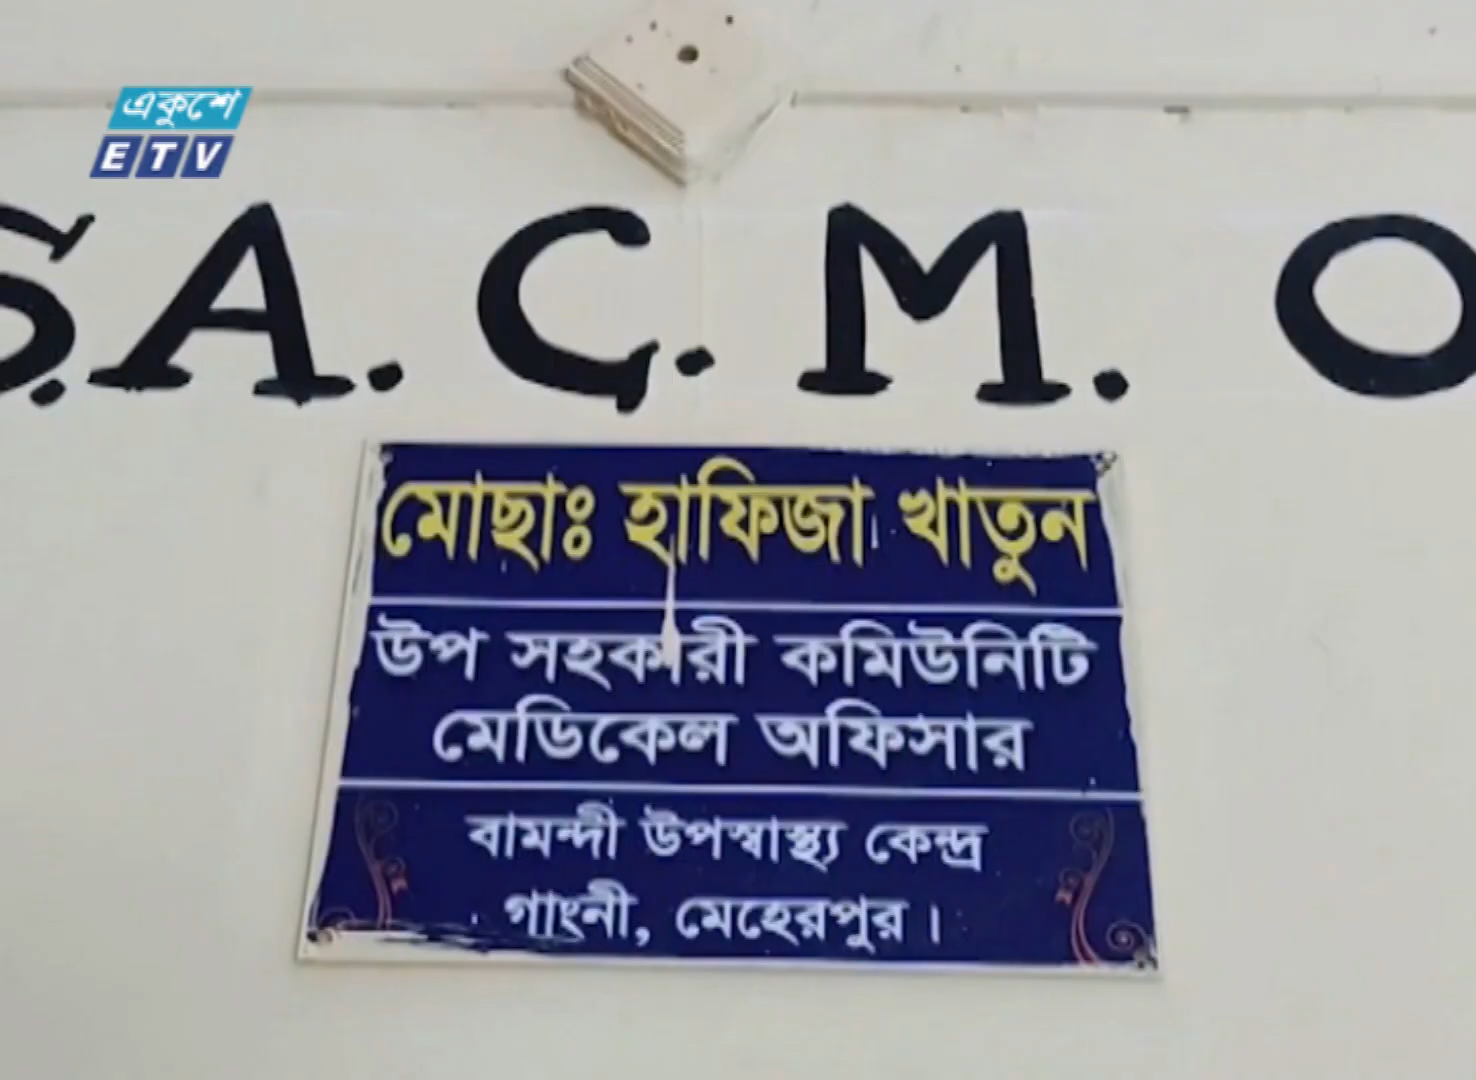 একুশে
ETV
S.A.C.M.O
মোছাঃ হাফিজা খাতুন
উপ সহকারী কমিউনিটি
মেডিকেল অফিসার
বামন্দী উপস্বাস্থ্য কেন্দ্র
গাংনী, মেহেরপুর।